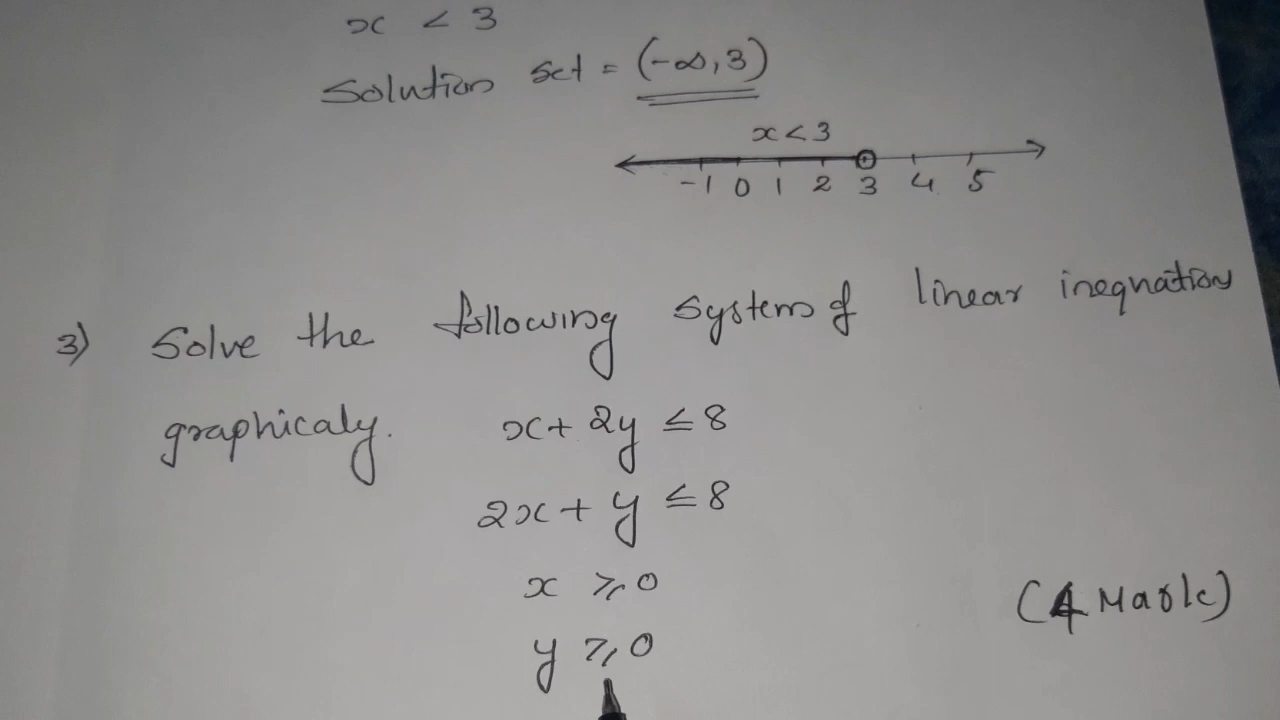 x < 3
Solution set = (-∞, 3)
x < 3
-1 0 1 2 3 4 5
3) Solve the following system of linear inequation
graphicaly. x + 2y ≤ 8
2x + y ≤ 8
x ≥ 0
y ≥ 0
(4 Mark)